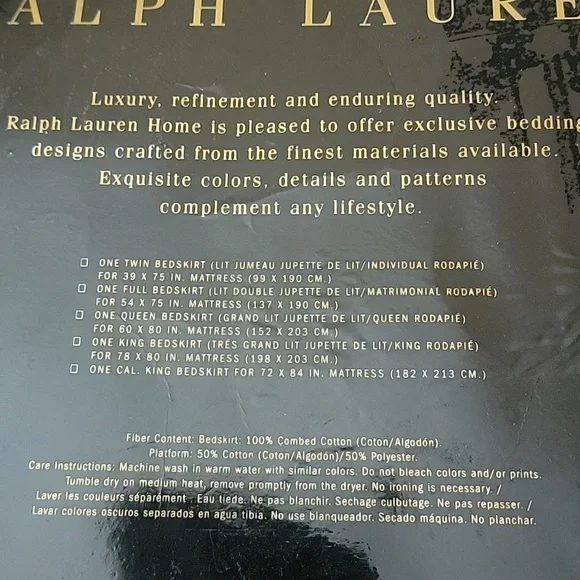 ALPH LAURE
Luxury, refinement and enduring quality.
Ralph Lauren Home is pleased to offer exclusive bedding
designs crafted from the finest materials available.
Exquisite colors, details and patterns
complement any lifestyle.
☐ ONE TWIN BEDSKIRT (LIT JUMEAU JUPETTE DE LIT/INDIVIDUAL RODAPIÉ)
FOR 39 X 75 IN. MATTRESS (99 X 190 CM.)
☐ ONE FULL BEDSKIRT (LIT DOUBLE JUPETTE DE LIT/MATRIMONIAL RODAPIÉ)
FOR 54 X 75 IN. MATTRESS (137 X 190 CM.)
☐ ONE QUEEN BEDSKIRT (GRAND LIT JUPETTE DE LIT/QUEEN RODAPIÉ)
FOR 60 X 80 IN. MATTRESS (152 X 203 CM.)
☐ ONE KING BEDSKIRT (TRÉS GRAND LIT JUPETTE DE LIT/KING RODAPIÉ)
FOR 78 X 80 IN. MATTRESS (198 X 203 CM.)
☐ ONE CAL. KING BEDSKIRT FOR 72 X 84 IN. MATTRESS (182 X 213 CM.)
Fiber Content: Bedskirt: 100% Combed Cotton (Coton/Algodón).
Platform: 50% Cotton (Coton/Algodón)/50% Polyester.
Care Instructions: Machine wash in warm water with similar colors. Do not bleach colors and/or prints.
Tumble dry on medium heat, remove promptly from the dryer. No ironing is necessary. /
Laver les couleurs séparément. Eau tiede. Ne pas blanchir. Sechage culbutage. Ne pas repasser. /
Lavar colores oscuros separados en agua tibia. No use blanqueador. Secado máquina. No planchar.